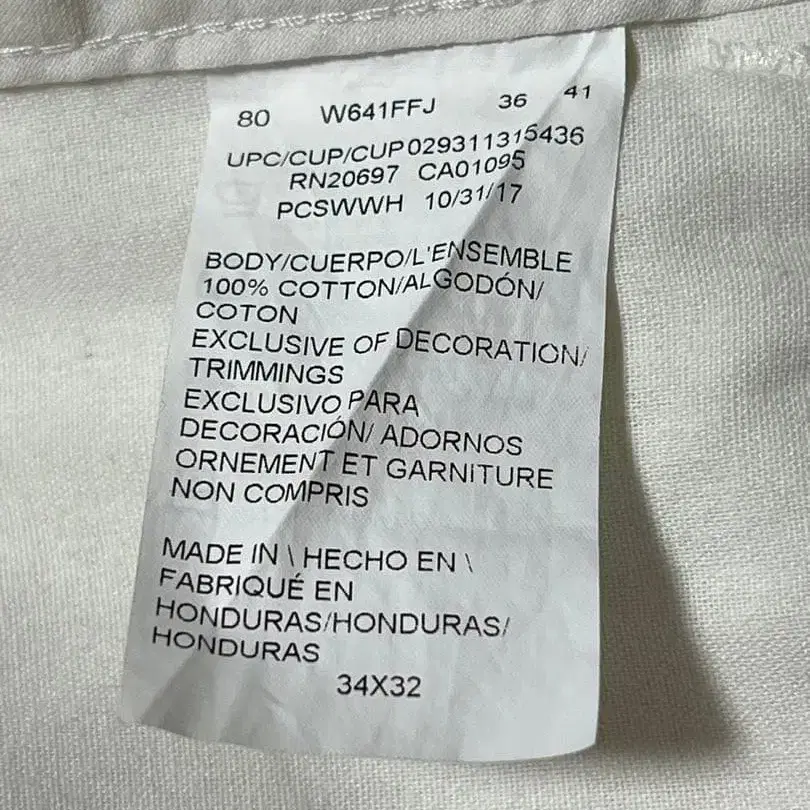 80 W641FFJ 36 41
UPC/CUP/CUP 029311315436
RN20697 CA01095
PCSWWH 10/31/17
BODY/CUERPO/L'ENSEMBLE
100% COTTON/ALGODÓN/
COTON
EXCLUSIVE OF DECORATION/
TRIMMINGS
EXCLUSIVO PARA
DECORACIÓN/ ADORNOS
ORNEMENT ET GARNITURE
NON COMPRIS
MADE IN \ HECHO EN \
FABRIQUÉ EN
HONDURAS/HONDURAS/
HONDURAS
34X32